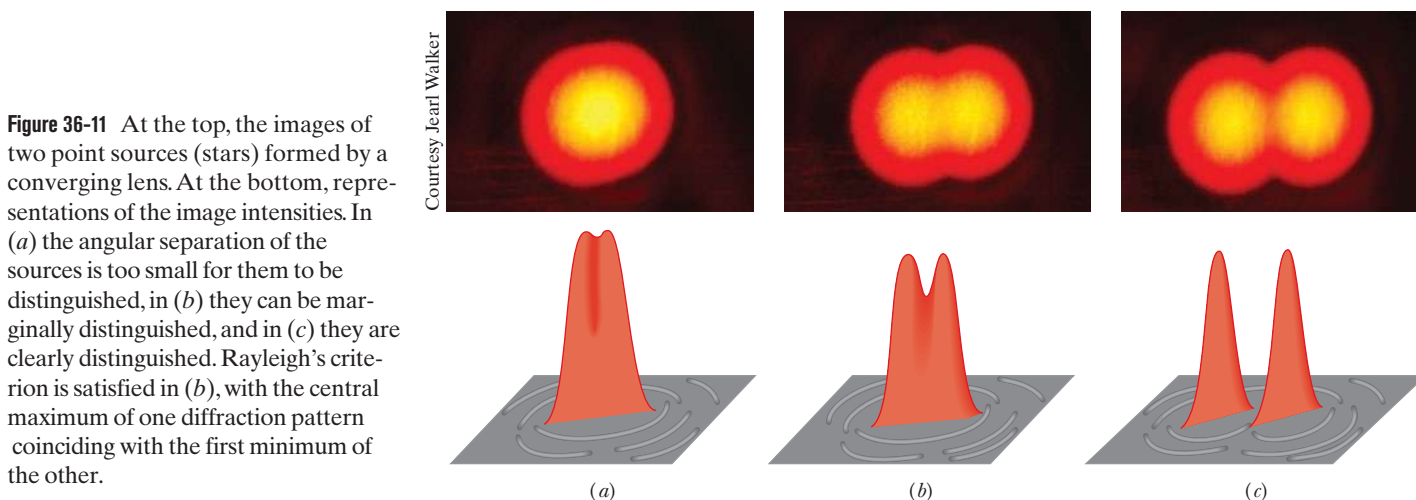 Figure 36-11 At the top, the images of
two point sources (stars) formed by a
converging lens. At the bottom, repre-
sentations of the image intensities. In
(a) the angular separation of the
sources is too small for them to be
distinguished, in (b) they can be mar-
ginally distinguished, and in (c) they are
clearly distinguished. Rayleigh's crite-
rion is satisfied in (b), with the central
maximum of one diffraction pattern
coinciding with the first minimum of
the other.
Courtesy Jearl Walker
(a)
(b)
(c)